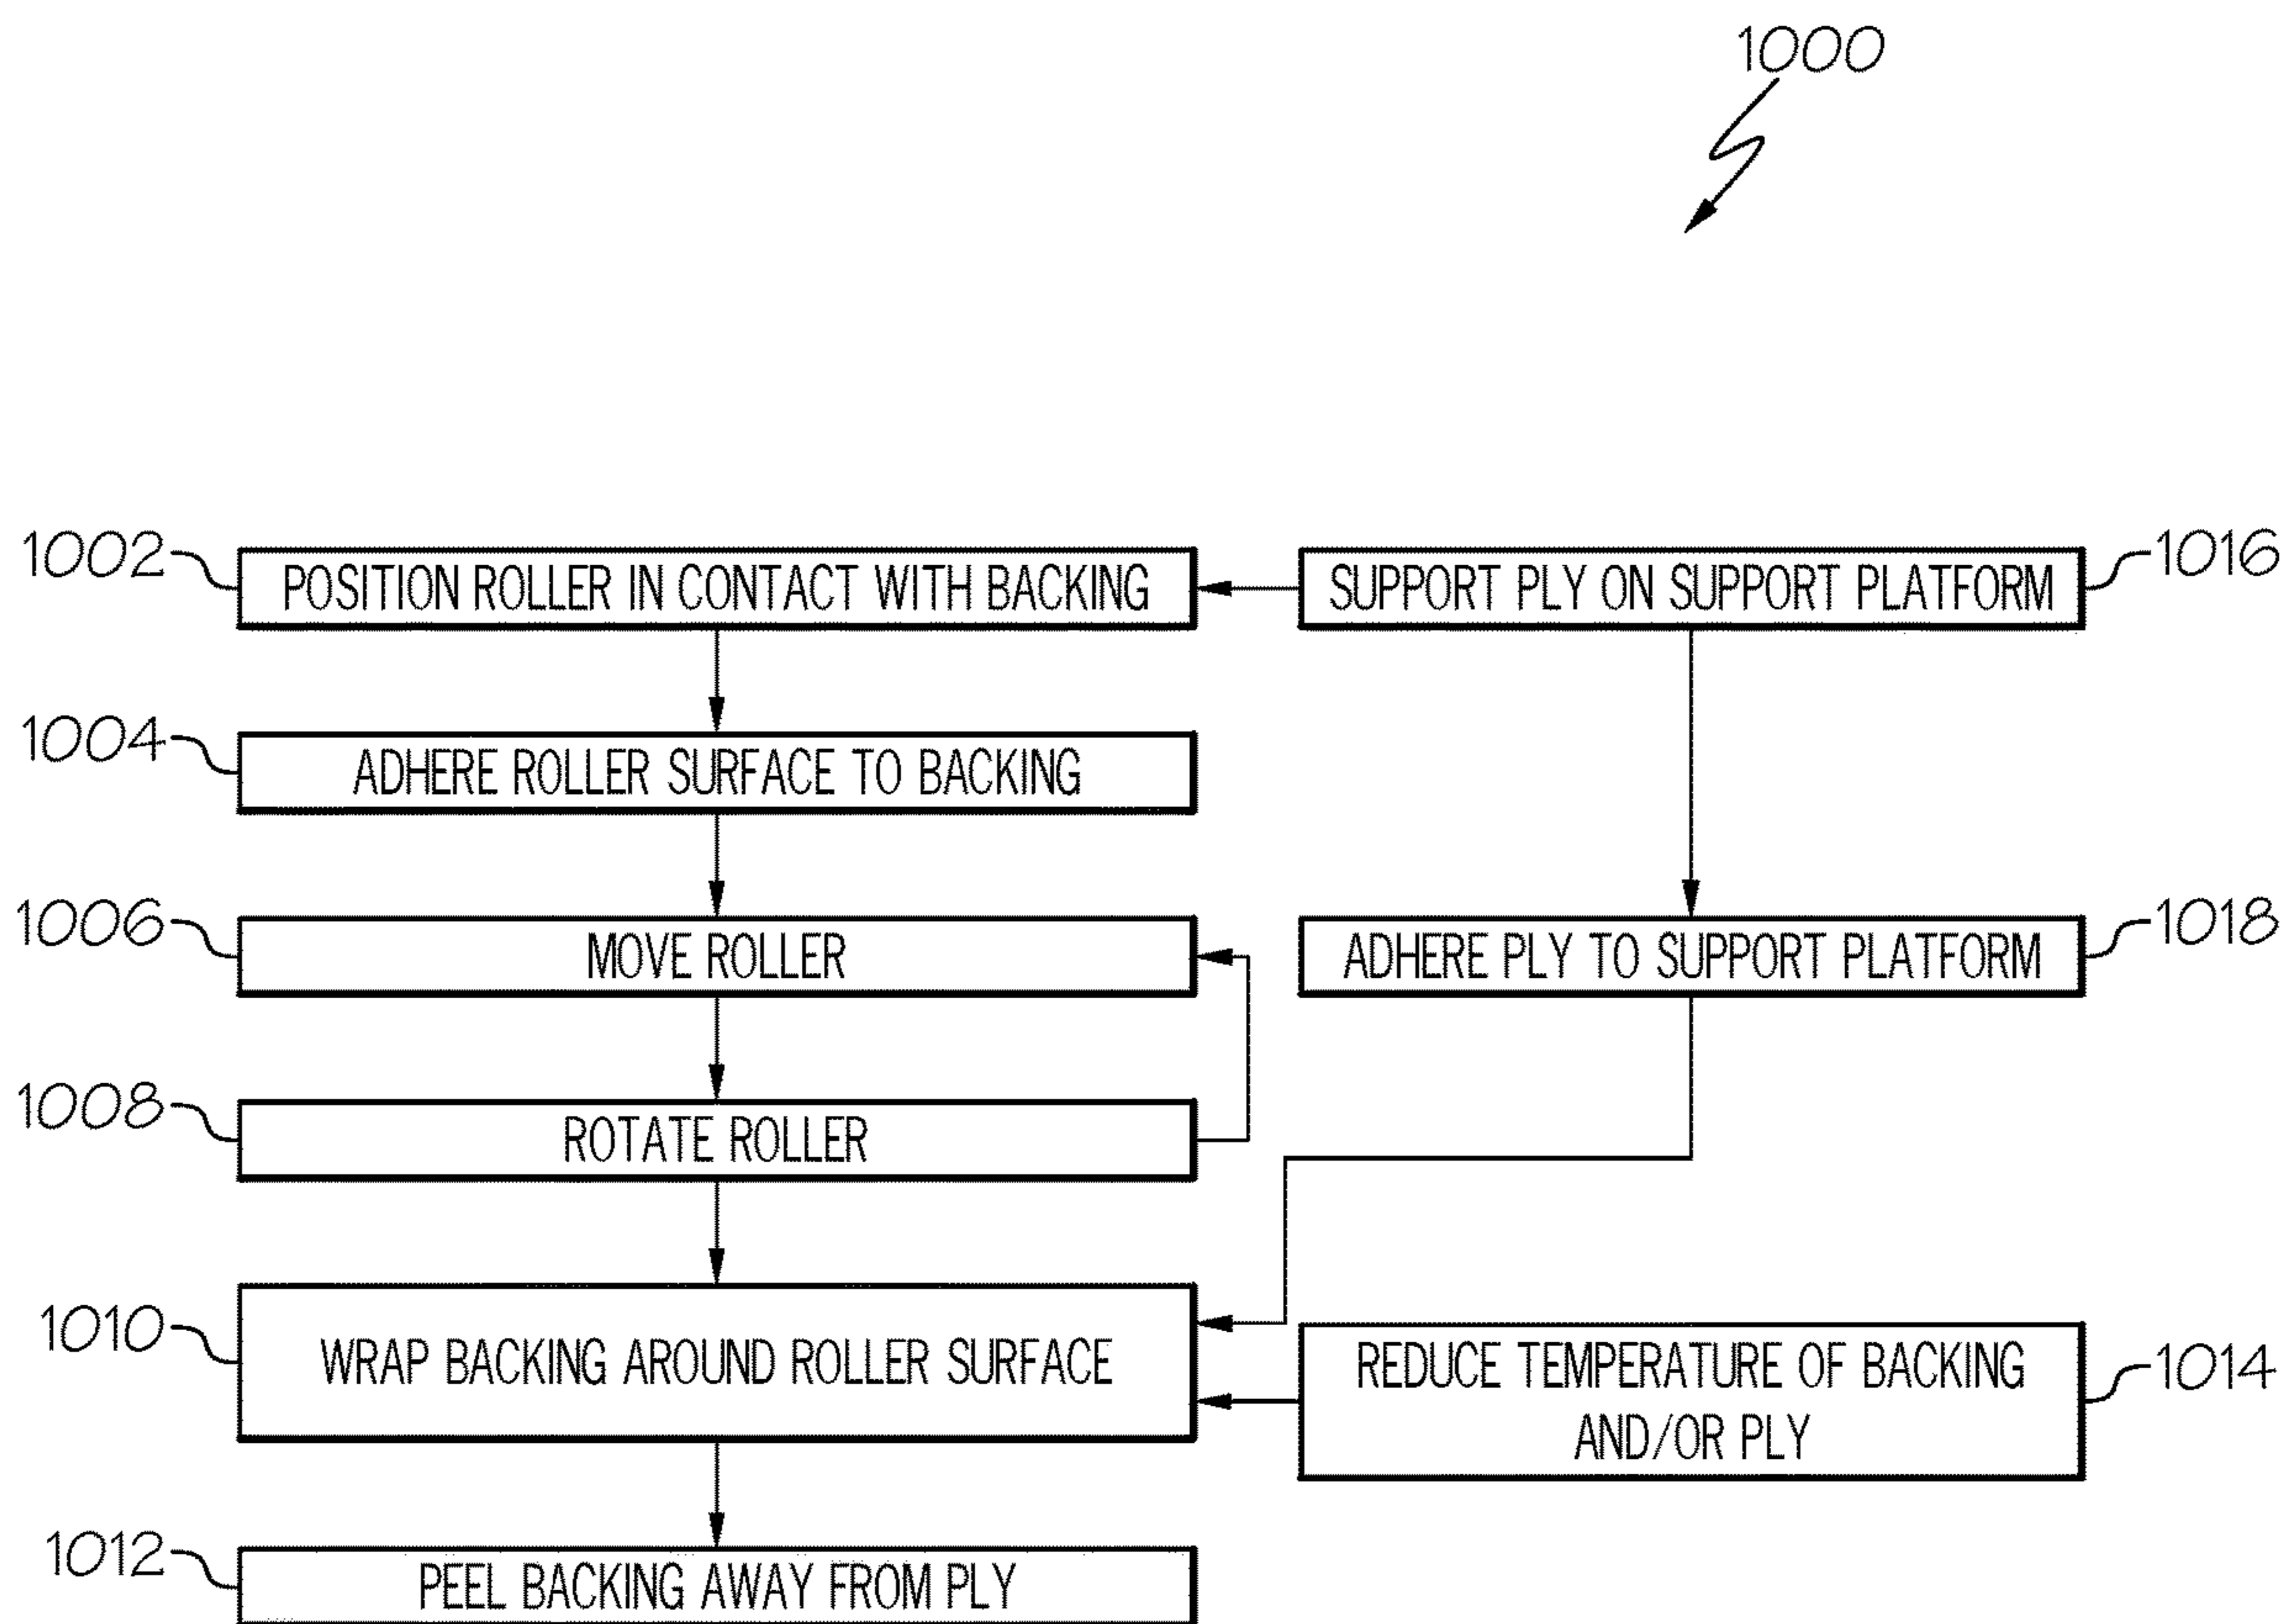 1000
1002
POSITION ROLLER IN CONTACT WITH BACKING
SUPPORT PLY ON SUPPORT PLATFORM
1016
1004
ADHERE ROLLER SURFACE TO BACKING
1006
MOVE ROLLER
ADHERE PLY TO SUPPORT PLATFORM
1018
1008
ROTATE ROLLER
1010
WRAP BACKING AROUND ROLLER SURFACE
REDUCE TEMPERATURE OF BACKING
AND/OR PLY
1014
1012
PEEL BACKING AWAY FROM PLY